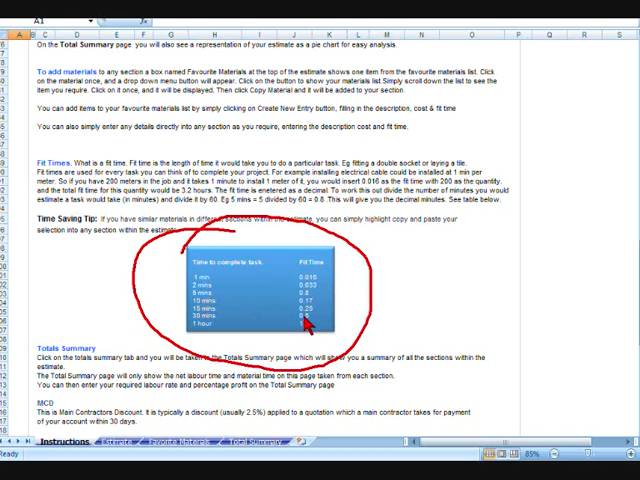 A1
A B C D E F G H I J K L M N O P Q R S
On the Total Summary page you will also see a representation of your estimate as a pie chart for easy analysis.
To add materials to any section a box named Favourite Materials at the top of the estimate shows one item from the favourite materials list. Click
on the material once, and a drop down menu button will appear. Click on the button to show your materials list.Simply scroll down the list to see the
item you require. Click on it once, and it will be displayed. Then click Copy Material and it will be added to your section.
You can add items to your favourite materials list by simply clicking on Create New Entry button, filling in the description, cost & fit time
You can also simply enter any details directly into any section as you require, entering the description cost and fit time.
Fit Times. What is a fit time. Fit time is the length of time it would take you to do a particular task. Eg fitting a double socket or laying a tile.
Fit times are used for every task you can think of to complete your project. For example installing electrical cable could be installed at 1 min per
meter. So if you have 200 meters in the job and it takes 1 minute to install 1 meter of it, you would insert 0.016 as the fit time with 200 as the quantity.
and the total fit time for this quantity would be 3.2 hours. The fit time is enetered as a decimal. To work this out divide the number of minutes you would
estimate a task would take (in minutes) and divide it by 60. Eg 5 mins = 5 divided by 60 = 0.8 .This will give you the decimal minutes. See table below.
Time Saving Tip: If you have similar materials in different, sections within the estimate, you can simply highlight copy and paste your
selection into any section within the estimate.
Time to complete task. Fit Time
1 min 0.016
2 mins 0.033
5 mins 0.8
10 mins 0.17
15 mins 0.25
30 mins
1 hour
Totals Summary
Click on the totals summary tab and you will be taken to the Totals Summary page which will show you a summary of all the sections within the
estimate.
The Total Summary will only show the net labour time and material time on this page taken from each section.
You can then enter your required labour rate and percentage profit on the Total Summary page
MCD
This is Main Contractors Discount. It is typically a discount (usually 2.5%) applied to a quotation which a main contractor takes for payment
of your account within 30 days.
Instructions Estimate Favorite Materials Total Summary
Ready 85%